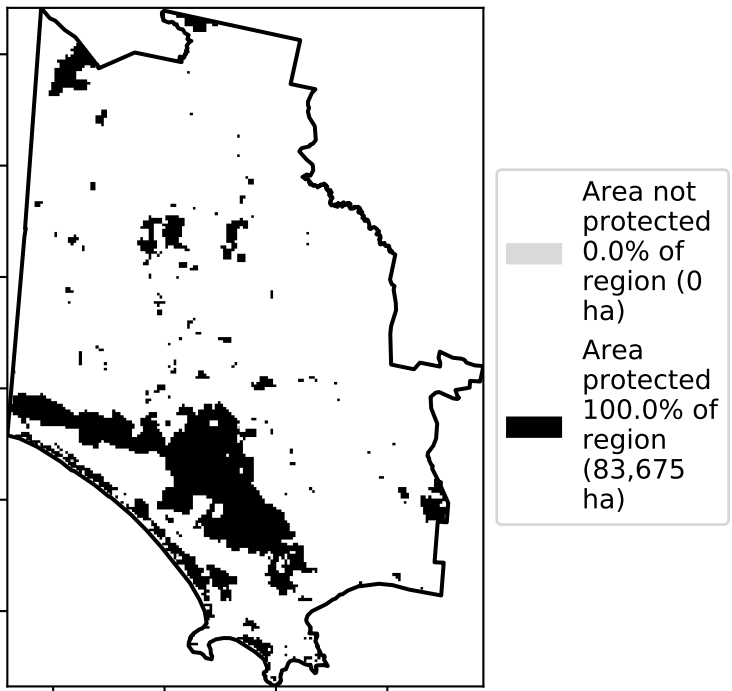 Area not
protected
0.0% of
region (0
ha)
Area
protected
100.0% of
region
(83,675
ha)